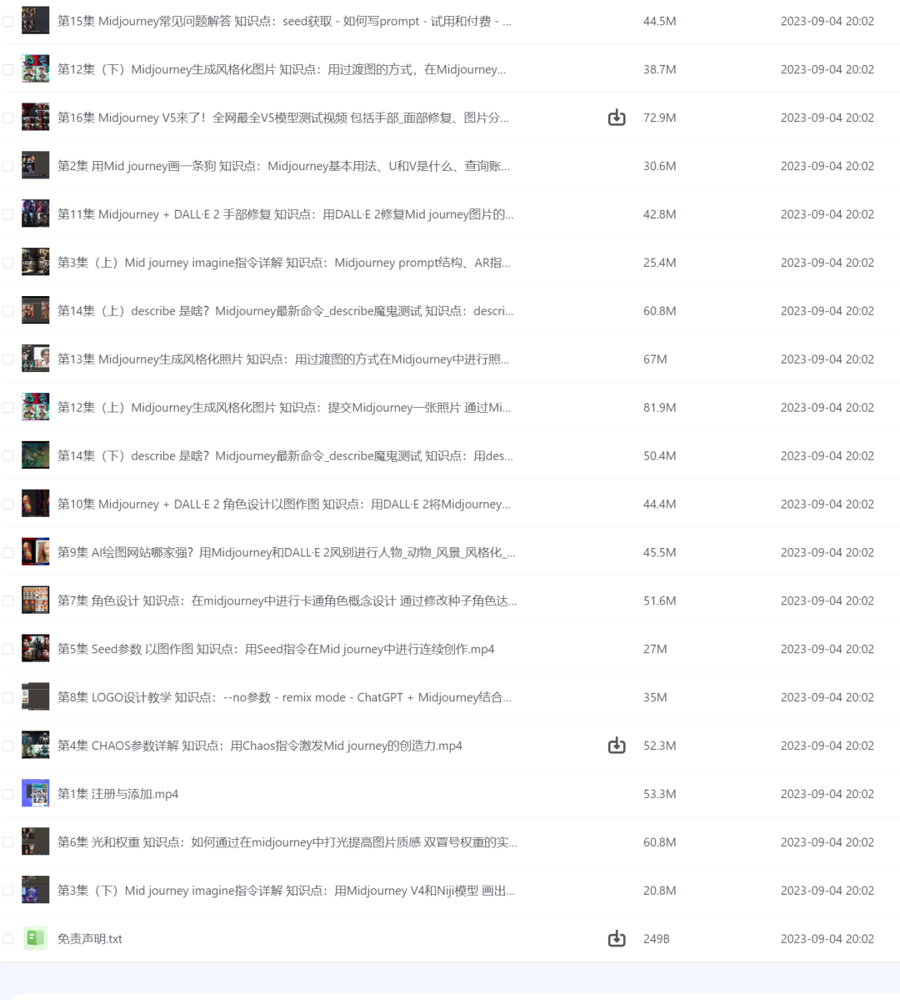 第15集 Midjourney常见问题解答 知识点：seed获取 - 如何写prompt - 试用和付费 - ... 44.5M 2023-09-04 20:02
第12集（下）Midjourney生成风格化图片 知识点：用过渡图的方式，在Midjourney... 38.7M 2023-09-04 20:02
第16集 Midjourney V5来了！全网最全V5模型测试视频 包括手部_面部修复、图片分... 72.9M 2023-09-04 20:02
第2集 用Mid journey画一条狗 知识点：Midjourney基本用法、U和V是什么、查询账... 30.6M 2023-09-04 20:02
第11集 Midjourney + DALL·E 2 手部修复 知识点：用DALL·E 2修复Mid journey图片的... 42.8M 2023-09-04 20:02
第3集（上）Mid journey imagine指令详解 知识点：Midjourney prompt结构、AR指... 25.4M 2023-09-04 20:02
第14集（上）describe 是啥？Midjourney最新命令_describe魔鬼测试 知识点：descri... 60.8M 2023-09-04 20:02
第13集 Midjourney生成风格化照片 知识点：用过渡图的方式在Midjourney中进行照... 67M 2023-09-04 20:02
第12集（上）Midjourney生成风格化图片 知识点：提交Midjourney一张照片 通过Mi... 81.9M 2023-09-04 20:02
第14集（下）describe 是啥？Midjourney最新命令_describe魔鬼测试 知识点：用des... 50.4M 2023-09-04 20:02
第10集 Midjourney + DALL·E 2 角色设计以图作图 知识点：用DALL·E 2将Midjourney... 44.4M 2023-09-04 20:02
第9集 AI绘图网站哪家强？用Midjourney和DALL·E 2风别进行人物_动物_风景_风格化_... 45.5M 2023-09-04 20:02
第7集 角色设计 知识点：在midjourney中进行卡通角色概念设计 通过修改种子角色达... 51.6M 2023-09-04 20:02
第5集 Seed参数 以图作图 知识点：用Seed指令在Mid journey中进行连续创作.mp4 27M 2023-09-04 20:02
第8集 LOGO设计教学 知识点：--no参数 - remix mode - ChatGPT + Midjourney结合... 35M 2023-09-04 20:02
第4集 CHAOS参数详解 知识点：用Chaos指令激发Mid journey的创造力.mp4 52.3M 2023-09-04 20:02
第1集 注册与添加.mp4 53.3M 2023-09-04 20:02
第6集 光和权重 知识点：如何通过在midjourney中打光提高图片质感 双冒号权重的实... 60.8M 2023-09-04 20:02
第3集（下）Mid journey imagine指令详解 知识点：用Midjourney V4和Niji模型 画出... 20.8M 2023-09-04 20:02
免责声明.txt 249B 2023-09-04 20:02